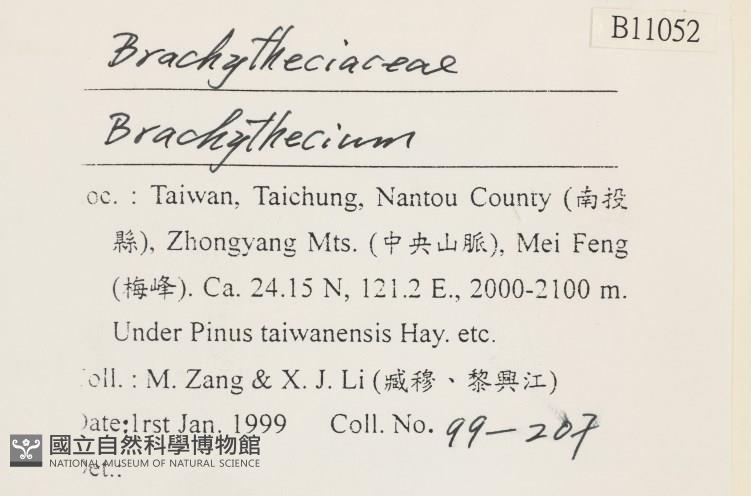 B11052
Brachytheciaceae
Brachythecium
oc. : Taiwan, Taichung, Nantou County (南投
縣), Zhongyang Mts. (中央山脈), Mei Feng
(梅峰). Ca. 24.15 N, 121.2 E., 2000-2100 m.
Under Pinus taiwanensis Hay. etc.
oll. : M. Zang & X. J. Li (臧穆、黎興江)
Date:1rst Jan. 1999 Coll. No. 99-207
國立自然科學博物館
NATIONAL MUSEUM OF NATURAL SCIENCE